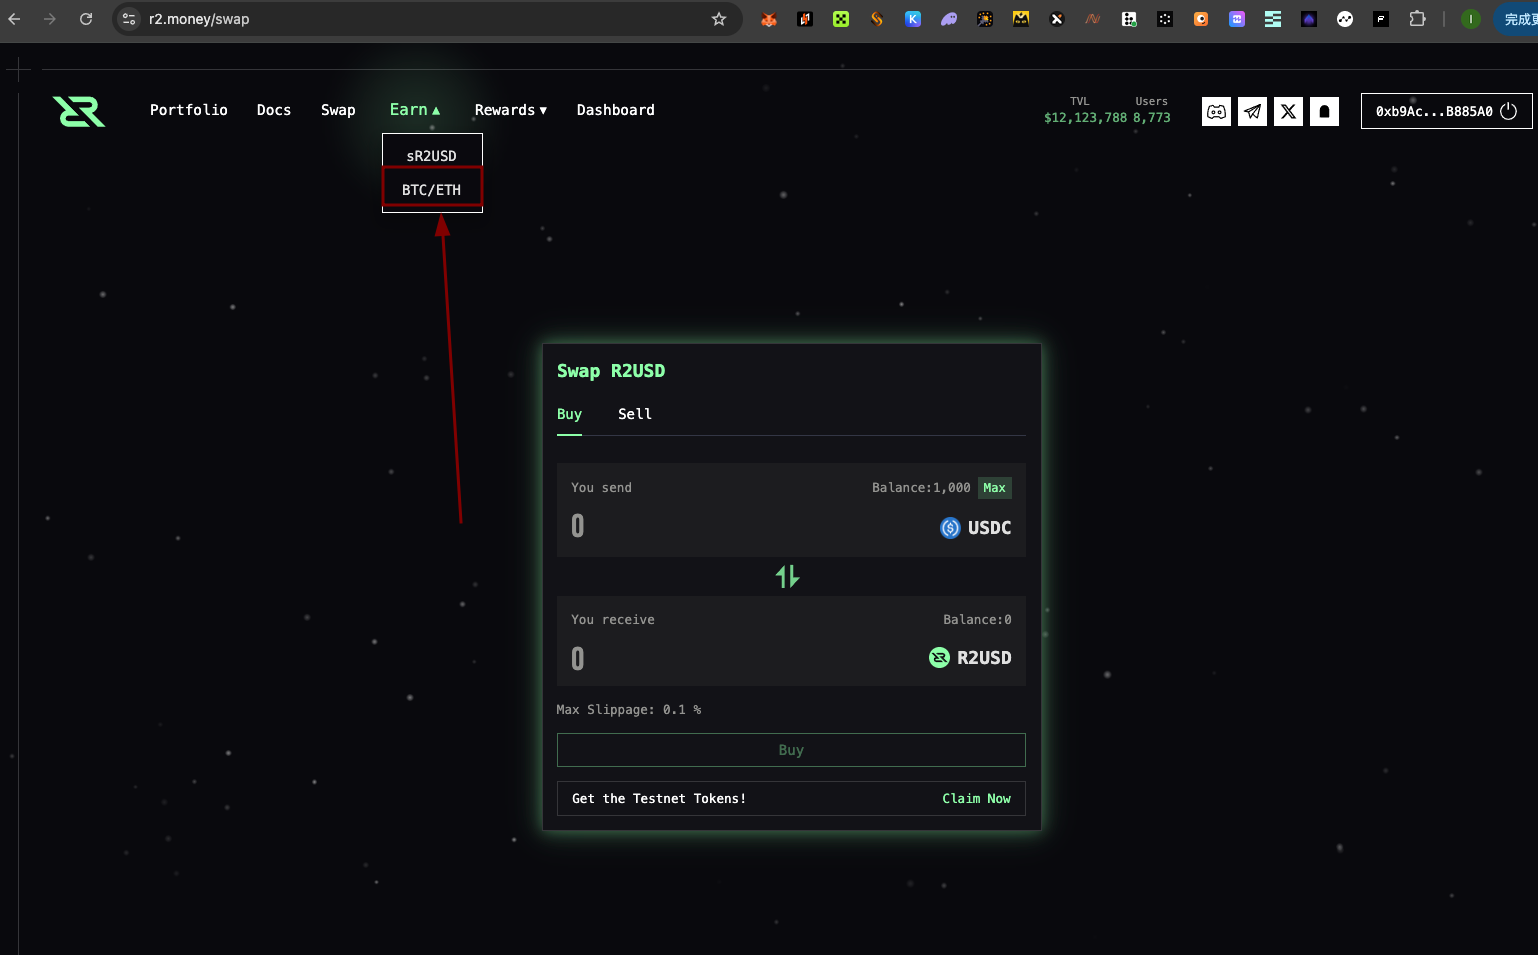 r2.money/swap
完成更
Portfolio
Docs
Swap
Earn ▲
Rewards ▼
Dashboard
TVL
$12,123,788
Users
8,773
0xb9Ac...B885A0
sR2USD
BTC/ETH
Swap R2USD
Buy
Sell
You send
Balance:1,000
Max
0
USDC
You receive
Balance:0
0
R2USD
Max Slippage: 0.1 %
Buy
Get the Testnet Tokens!
Claim Now